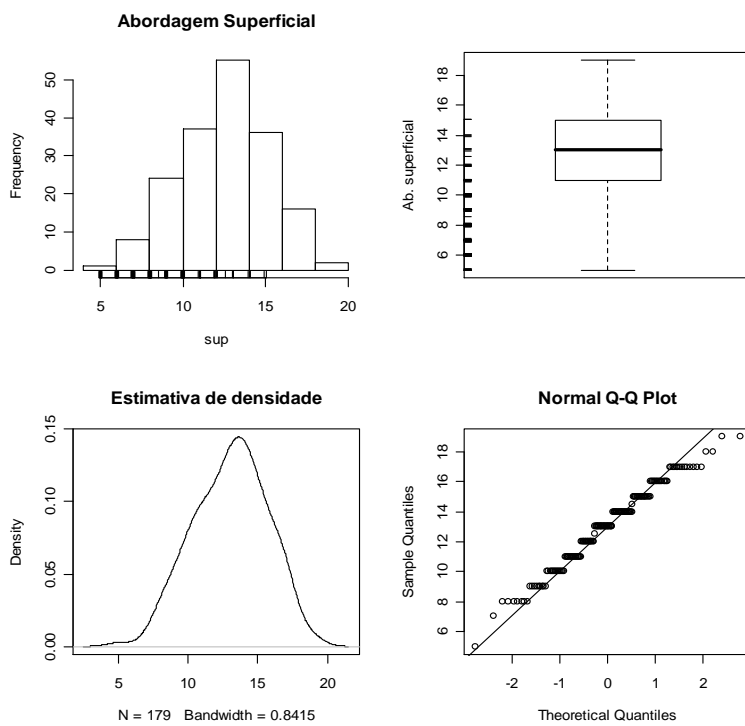 Abordagem Superficial
Frequency
0 10 20 30 40 50
5 10 15 20
sup
Ab. superficial
6 8 10 12 14 16 18
Estimativa de densidade
Density
0.00 0.05 0.10 0.15
5 10 15 20
N = 179 Bandwidth = 0.8415
Normal Q-Q Plot
Sample Quantiles
6 8 10 12 14 16 18
-2 -1 0 1 2
Theoretical Quantiles